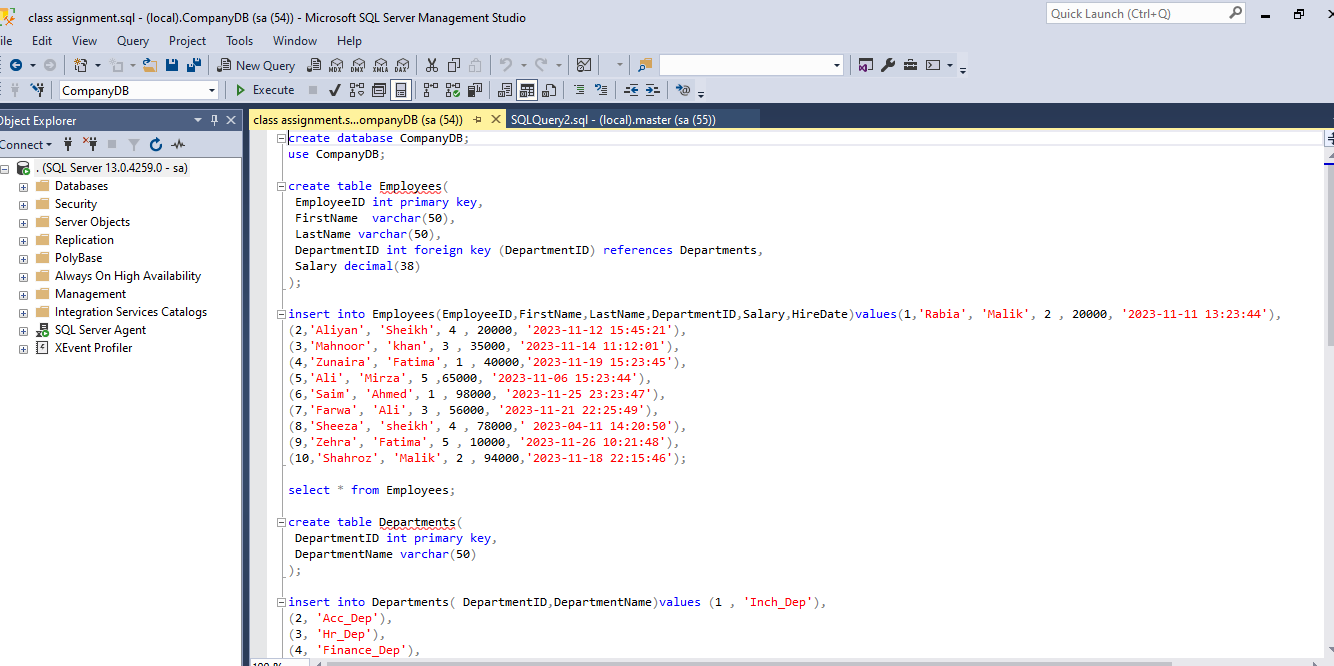 class assignment.sql - (local).CompanyDB (sa (54)) - Microsoft SQL Server Management Studio
Quick Launch (Ctrl+Q)
ile Edit View Query Project Tools Window Help
New Query MDX DMX XMLA DAX
CompanyDB Execute
Object Explorer
class assignment.s...ompanyDB (sa (54)) SQLQuery2.sql - (local).master (sa (55))
Connect
. (SQL Server 13.0.4259.0 - sa)
Databases
Security
Server Objects
Replication
PolyBase
Always On High Availability
Management
Integration Services Catalogs
SQL Server Agent
XEvent Profiler
create database CompanyDB;
use CompanyDB;
create table Employees(
EmployeeID int primary key,
FirstName  varchar(50),
LastName varchar(50),
DepartmentID int foreign key (DepartmentID) references Departments,
Salary decimal(38)
);
insert into Employees(EmployeeID,FirstName,LastName,DepartmentID,Salary,HireDate)values(1,'Rabia', 'Malik', 2 , 20000, '2023-11-11 13:23:44'),
(2,'Aliyan', 'Sheikh', 4 , 20000, '2023-11-12 15:45:21'),
(3,'Mahnoor', 'khan', 3 , 35000, '2023-11-14 11:12:01'),
(4,'Zunaira', 'Fatima', 1 , 40000,'2023-11-19 15:23:45'),
(5,'Ali', 'Mirza', 5 ,65000, '2023-11-06 15:23:44'),
(6,'Saim', 'Ahmed', 1 , 98000, '2023-11-25 23:23:47'),
(7,'Farwa', 'Ali', 3 , 56000, '2023-11-21 22:25:49'),
(8,'Sheeza', 'sheikh', 4 , 78000,' 2023-04-11 14:20:50'),
(9,'Zehra', 'Fatima', 5 , 10000, '2023-11-26 10:21:48'),
(10,'Shahroz', 'Malik', 2 , 94000,'2023-11-18 22:15:46');
select * from Employees;
create table Departments(
DepartmentID int primary key,
DepartmentName varchar(50)
);
insert into Departments( DepartmentID,DepartmentName)values (1 , 'Inch_Dep'),
(2, 'Acc_Dep'),
(3, 'Hr_Dep'),
(4, 'Finance_Dep'),
100 %